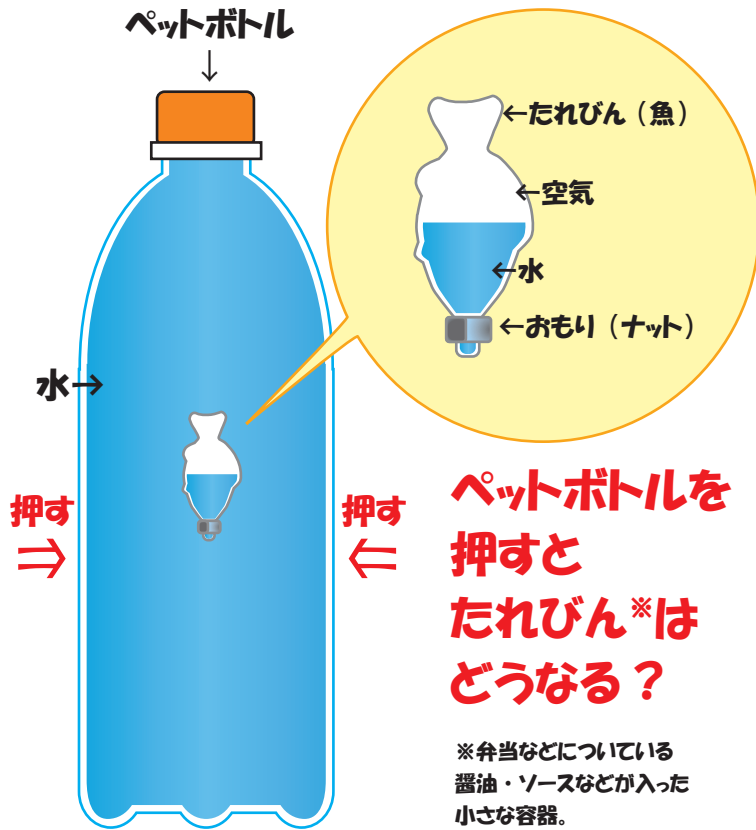 ペットボトル
↓
←たれびん（魚）
←空気
←水
←おもり（ナット）
水→
押す
⇒
押す
⇐
ペットボトルを
押すと
たれびん※は
どうなる？
※弁当などについている
醤油・ソースなどが入った
小さな容器。